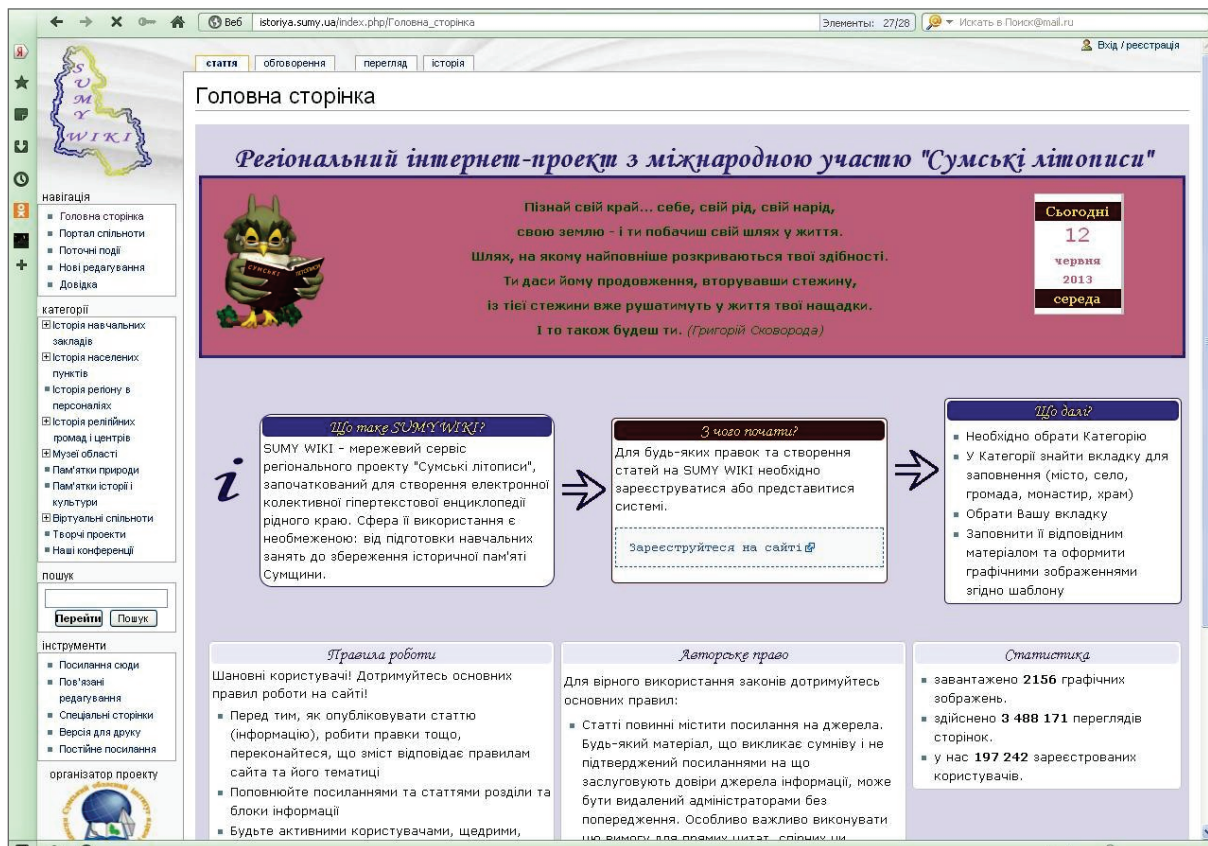 Веб
istoriya.sumy.ua/index.php/Головна_сторінка
Элементы: 27/28
Искать в Поиск@mail.ru
Вхід / реєстрація
SUMY WIKI
стаття
обговорення
перегляд
історія
Головна сторінка
навігація
Головна сторінка
Портал спільноти
Поточні події
Нові редагування
Довідка
категорії
Історія навчальних
закладів
Історія населених
пунктів
Історія регіону в
персоналіях
Історія релігійних
громад і центрів
Музеї області
Пам'ятки природи
Пам'ятки історії і
культури
Віртуальні спільноти
Творчі проекти
Наші конференції
пошук
Перейти
Пошук
інструменти
Посилання сюди
Пов'язані
редагування
Спеціальні сторінки
Версія для друку
Постійне посилання
організатор проекту
Регіональний інтернет-проект з міжнародною участю "Сумські літописи"
СУМСЬКІ ЛІТОПИСИ
Пізнай свій край... себе, свій рід, свій нарід,
свою землю - і ти побачиш свій шлях у життя.
Шлях, на якому найповніше розкриваються твої здібності.
Ти даси йому продовження, вторувавши стежину,
із тієї стежини вже рушатимуть у життя твої нащадки.
І то також будеш ти. (Григорій Сковорода)
Сьогодні
12
червня
2013
середа
Що таке SUMY WIKI?
SUMY WIKI - мережевий сервіс
регіонального проекту "Сумські літописи",
започаткований для створення електронної
колективної гіпертекстової енциклопедії
рідного краю. Сфера її використання є
необмеженою: від підготовки навчальних
занять до збереження історичної пам'яті
Сумщини.
З чого почати?
Для будь-яких правок та створення
статей на SUMY WIKI необхідно
зареєструватися або представитися
системі.
Зареєструйтеся на сайті
Що далі?
Необхідно обрати Категорію
У Категорії знайти вкладку для
заповнення (місто, село,
громада, монастир, храм)
Обрати Вашу вкладку
Заповнити її відповідним
матеріалом та оформити
графічними зображеннями
згідно шаблону
Правила роботи
Шановні користувачі! Дотримуйтесь основних
правил роботи на сайті!
Перед тим, як опубліковувати статтю
(інформацію), робити правки тощо,
переконайтеся, що зміст відповідає правилам
сайта та його тематиці
Поповнюйте посиланнями та статтями розділи та
блоки інформації
Будьте активними користувачами, щедрими,
Авторське право
Для вірного використання законів дотримуйтесь
основних правил:
Статті повинні містити посилання на джерела.
Будь-який матеріал, що викликає сумніву і не
підтверджений посиланнями на що
заслуговують довіри джерела інформації, може
бути видалений адміністраторами без
попередження. Особливо важливо виконувати
цю вимогу для прямих цитат, спірних чи
Статистика
завантажено 2156 графічних
зображень.
здійснено 3 488 171 переглядів
сторінок.
у нас 197 242 зареєстрованих
користувачів.